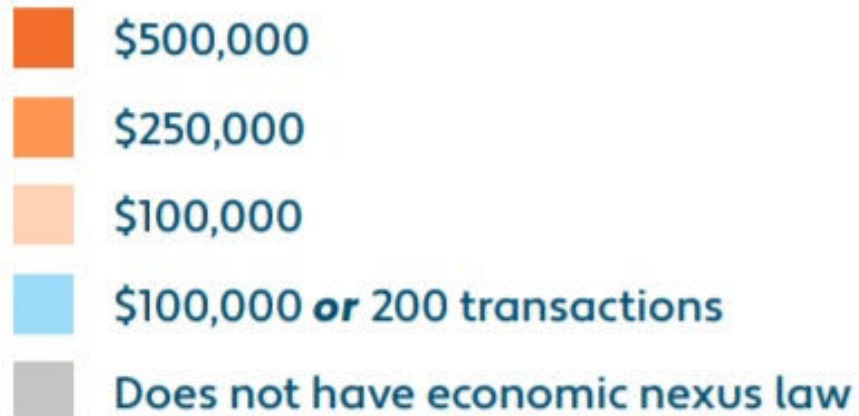 $500,000
$250,000
$100,000
$100,000 or 200 transactions
Does not have economic nexus law